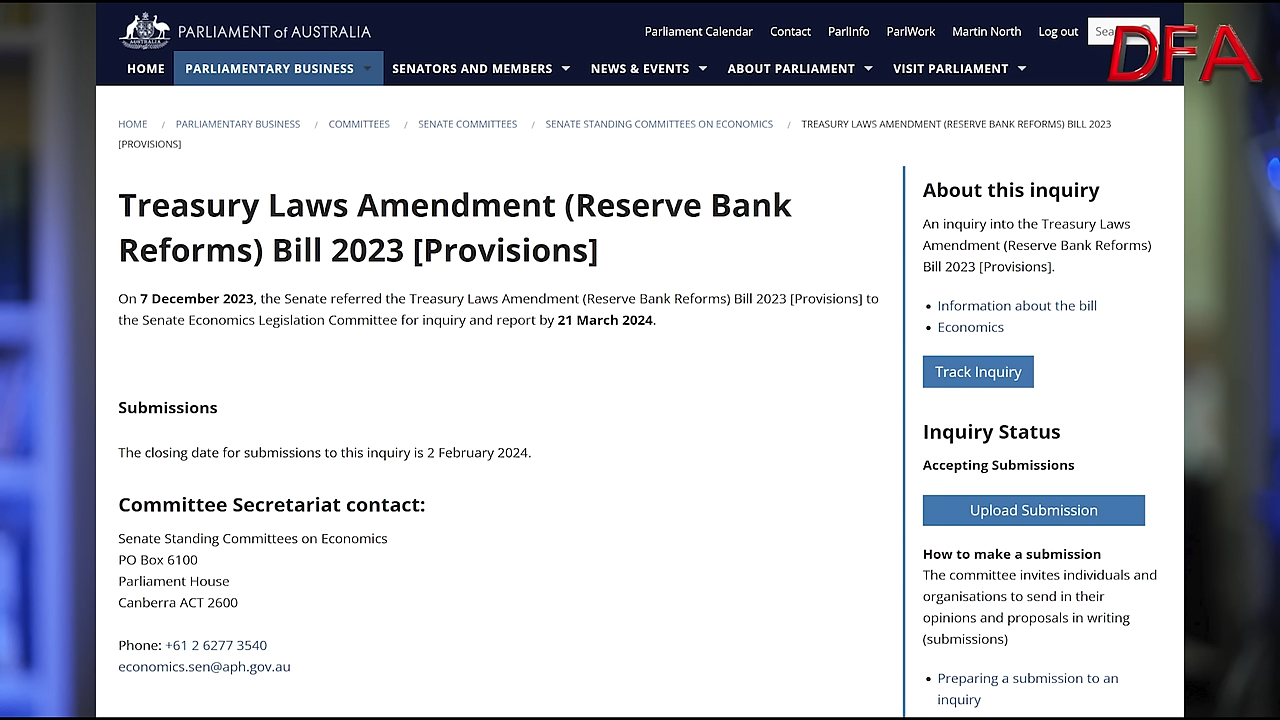 PARLIAMENT of AUSTRALIA
AUSTRALIA
Parliament Calendar Contact ParlInfo ParlWork Martin North Log out
DFA
HOME PARLIAMENTARY BUSINESS SENATORS AND MEMBERS NEWS & EVENTS ABOUT PARLIAMENT VISIT PARLIAMENT
HOME / PARLIAMENTARY BUSINESS / COMMITTEES / SENATE COMMITTEES / SENATE STANDING COMMITTEES ON ECONOMICS / TREASURY LAWS AMENDMENT (RESERVE BANK REFORMS) BILL 2023
[PROVISIONS]
Treasury Laws Amendment (Reserve Bank
Reforms) Bill 2023 [Provisions]
On 7 December 2023, the Senate referred the Treasury Laws Amendment (Reserve Bank Reforms) Bill 2023 [Provisions] to
the Senate Economics Legislation Committee for inquiry and report by 21 March 2024.
Submissions
The closing date for submissions to this inquiry is 2 February 2024.
Committee Secretariat contact:
Senate Standing Committees on Economics
PO Box 6100
Parliament House
Canberra ACT 2600
Phone: +61 2 6277 3540
economics.sen@aph.gov.au
About this inquiry
An inquiry into the Treasury Laws
Amendment (Reserve Bank Reforms)
Bill 2023 [Provisions].
• Information about the bill
• Economics
Track Inquiry
Inquiry Status
Accepting Submissions
Upload Submission
How to make a submission
The committee invites individuals and
organisations to send in their
opinions and proposals in writing
(submissions)
• Preparing a submission to an
inquiry